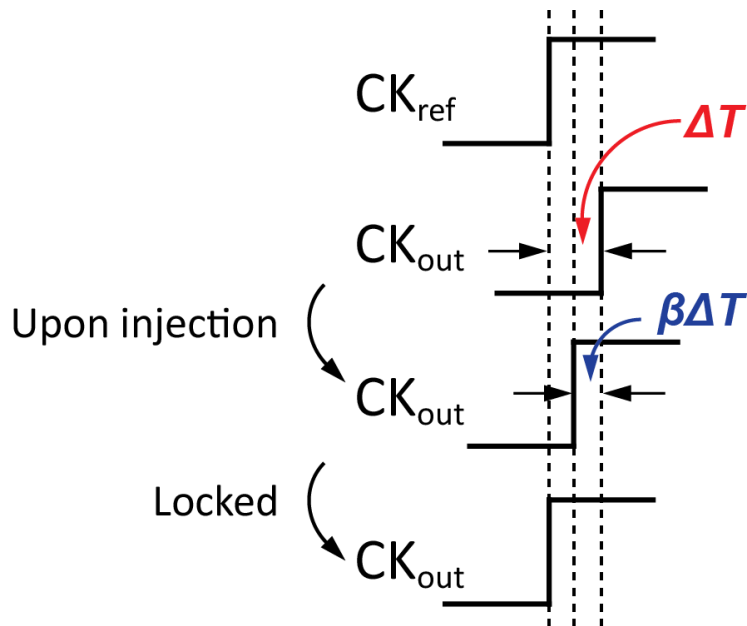 CKref
ΔT
CKout
Upon injection
βΔT
CKout
Locked
CKout